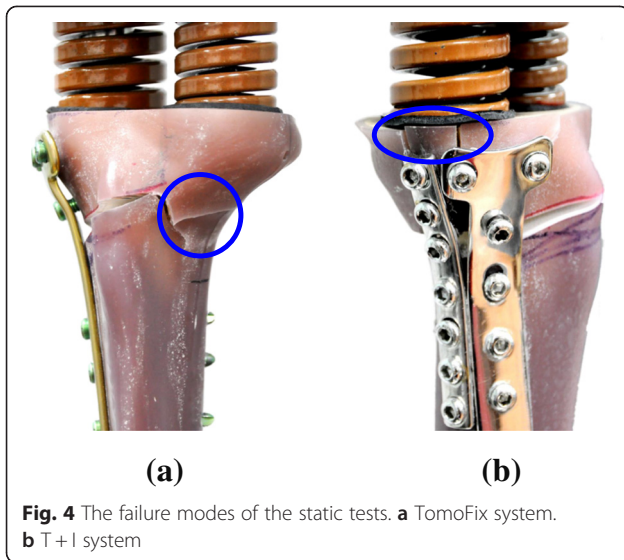 (a) (b)
Fig. 4 The failure modes of the static tests. a TomoFix system.
b T + I system